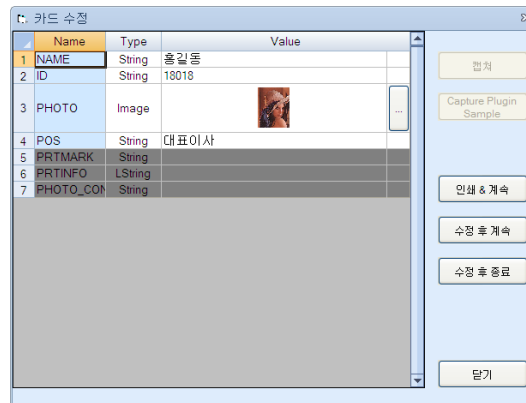 카드 수정
Name Type Value
1 NAME String 홍길동
2 ID String 18018
3 PHOTO Image ...
4 POS String 대표이사
5 PRTMARK String
6 PRTINFO LString
7 PHOTO_CON String
캡쳐
Capture Plugin
Sample
인쇄 & 계속
수정 후 계속
수정 후 종료
닫기